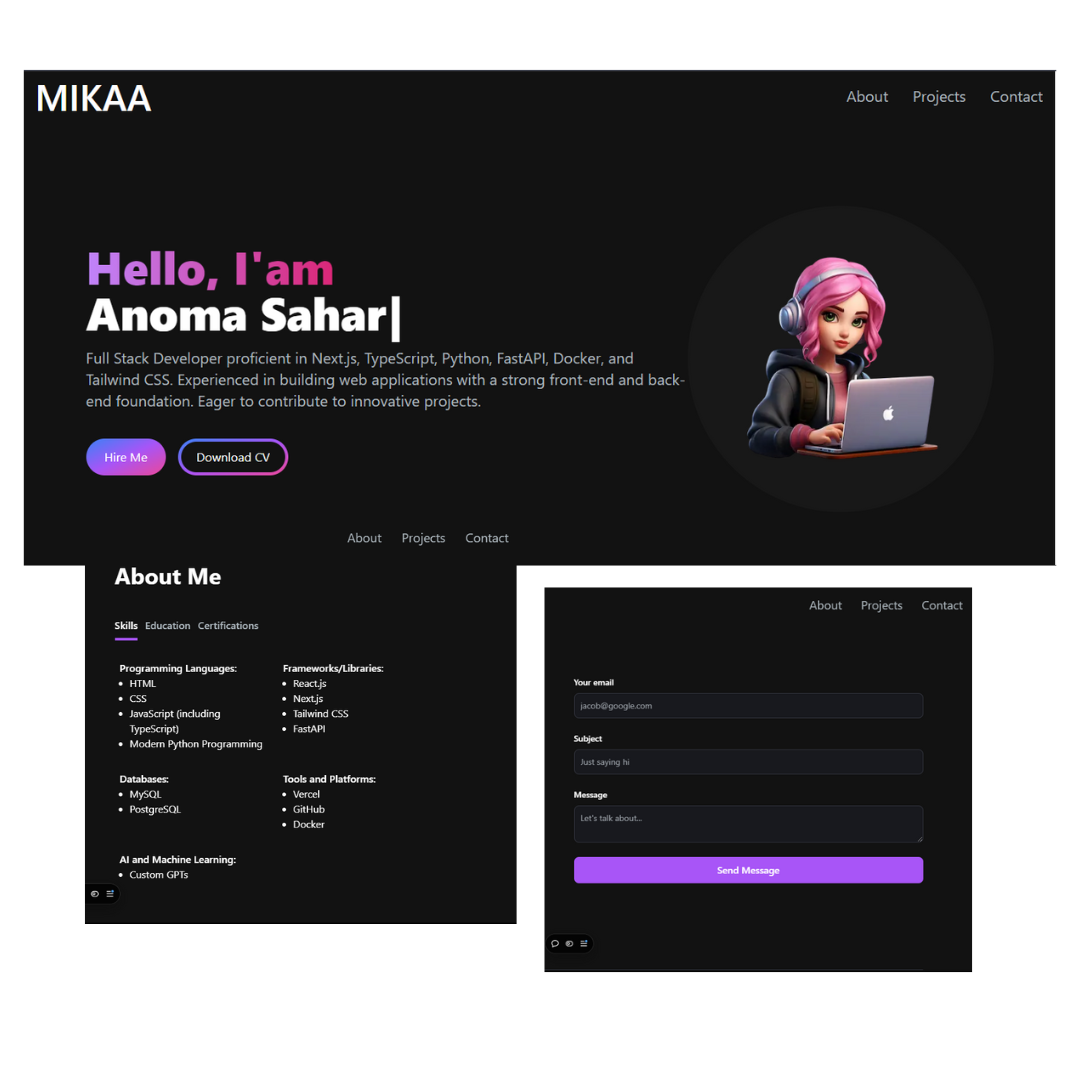 MIKAA
About Projects Contact
Hello, I'am
Anoma Sahar|
Full Stack Developer proficient in Next.js, TypeScript, Python, FastAPI, Docker, and
Tailwind CSS. Experienced in building web applications with a strong front-end and back-
end foundation. Eager to contribute to innovative projects.
Hire Me
Download CV
About Projects Contact
About Me
Skills Education Certifications
Programming Languages:
• HTML
• CSS
• JavaScript (including
TypeScript)
• Modern Python Programming
Frameworks/Libraries:
• React.js
• Next.js
• Tailwind CSS
• FastAPI
Databases:
• MySQL
• PostgreSQL
Tools and Platforms:
• Vercel
• GitHub
• Docker
AI and Machine Learning:
• Custom GPTs
About Projects Contact
Your email
jacob@google.com
Subject
Just saying hi
Message
Let's talk about...
Send Message